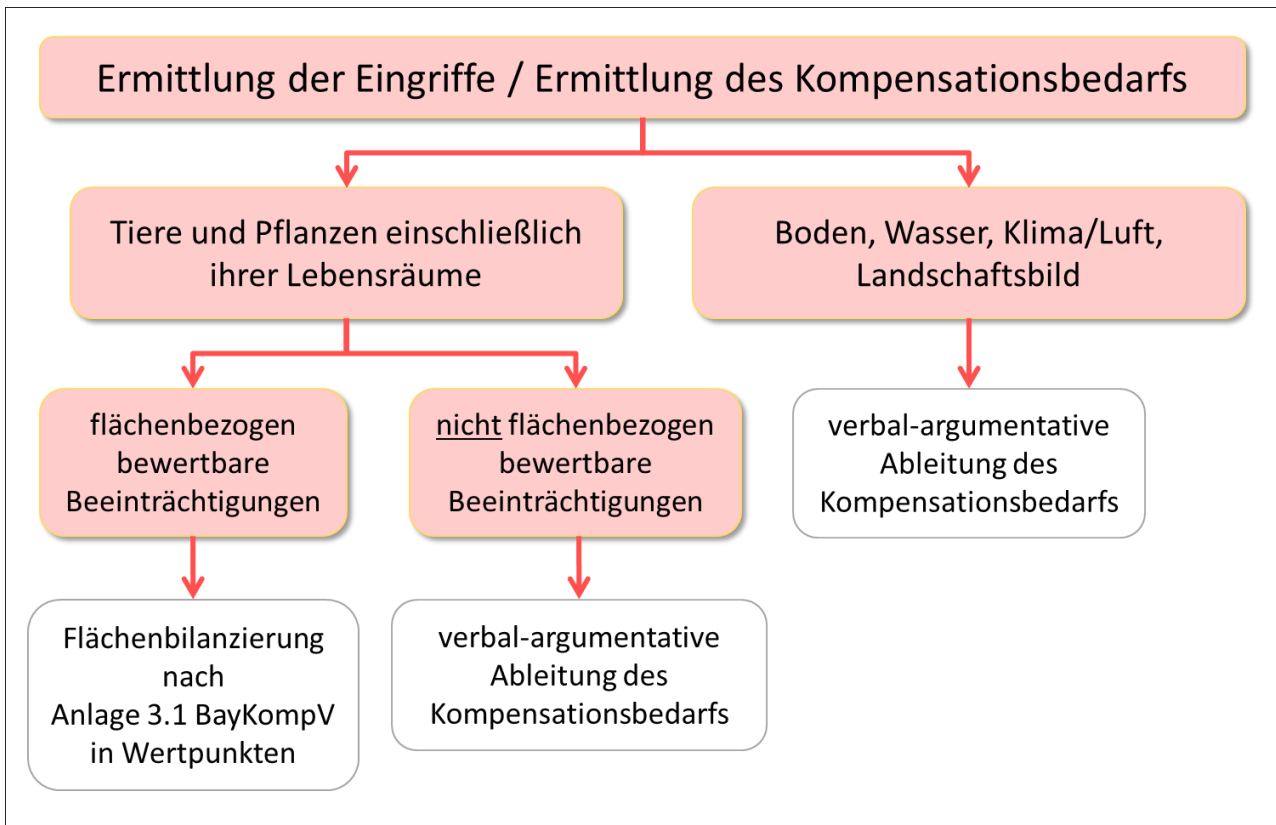 Ermittlung der Eingriffe / Ermittlung des Kompensationsbedarfs
Tiere und Pflanzen einschließlich
ihrer Lebensräume
Boden, Wasser, Klima/Luft,
Landschaftsbild
flächenbezogen
bewertbare
Beeinträchtigungen
nicht flächenbezogen
bewertbare
Beeinträchtigungen
verbal-argumentative
Ableitung des
Kompensationsbedarfs
Flächenbilanzierung
nach
Anlage 3.1 BayKompV
in Wertpunkten
verbal-argumentative
Ableitung des
Kompensationsbedarfs